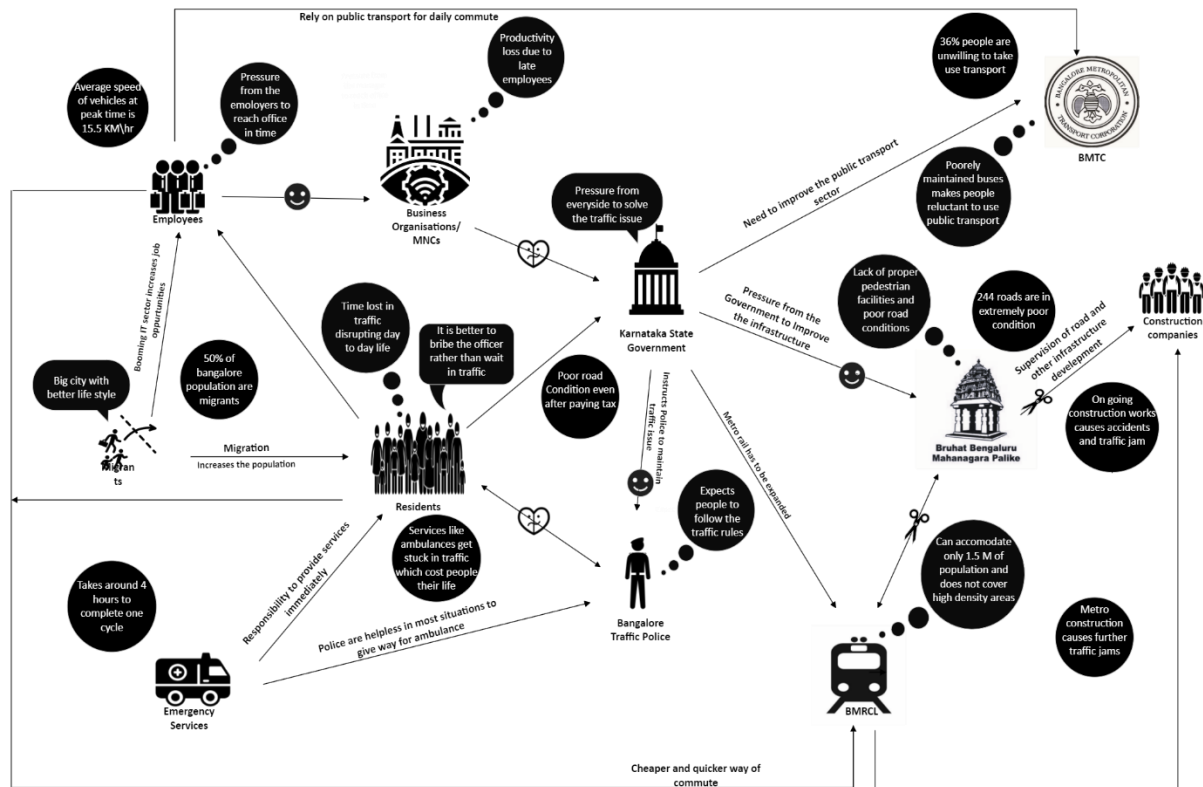 Rely on public transport for daily commute
Productivity
loss due to
late
employees
36% people are
unwilling to take
use transport
BANGALORE METROPOLITAN
TRANSPORT CORPORATION
BMTC
Average speed
of vehicles at
peak time is
15.5 KM\hr
Pressure
from the
emoloyers to
reach office
in time
Employees
Business
Organisations/
MNCs
Pressure from
everyside to solve
the traffic issue
Need to improve the public transport
sector
Poorely
maintained buses
makes people
reluctant to use
public transport
Booming IT sector increases job
oppurtunities
Time lost in
traffic
disrupting day
to day life
It is better to
bribe the officer
rather than wait
in traffic
Karnataka State
Government
Pressure from the
Government to improve
the infrastructure
Lack of proper
pedestrian
facilities and
poor road
conditions
244 roads are in
extremely poor
condition
Supervision of road and
other infrastructure
develepment
Construction
companies
Big city with
better life style
50% of
bangalore
population are
migrants
Migran
ts
Migration
Increases the population
Residents
Poor road
Condition even
after paying tax
Instructs Police to maintain
traffic issue
Metro rail has to be expanded
Bruhat Bengaluru
Mahanagara Palike
On going
construction works
causes accidents
and traffic jam
Expects
people to
follow the
traffic rules
Services like
ambulances get
stuck in traffic
which cost people
their life
Can accomodate
only 1.5 M of
population and
does not cover
high density areas
Takes around 4
hours to
complete one
cycle
Responsibility to provide services
immediately
Police are helpless in most situations to
give way for ambulance
Bangalore
Traffic Police
Metro
construction
causes further
traffic jams
Emergency
Services
BMRCL
Cheaper and quicker way of
commute